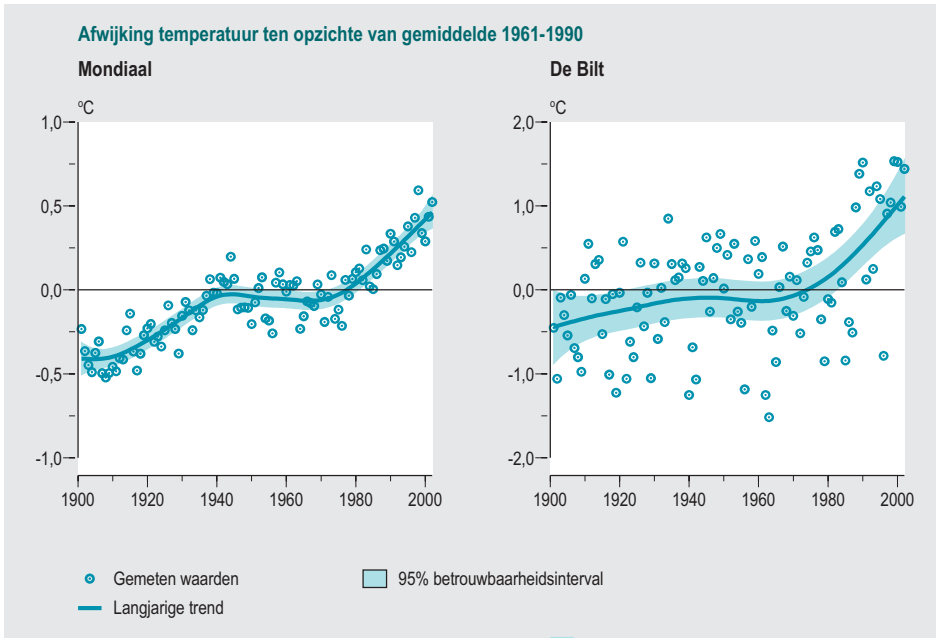 Afwijking temperatuur ten opzichte van gemiddelde 1961-1990
Mondiaal
ºC
1,0
0,5
0,0
-0,5
-1,0
1900 1920 1940 1960 1980 2000
De Bilt
ºC
2,0
1,0
0,0
-1,0
-2,0
1900 1920 1940 1960 1980 2000
Gemeten waarden
95% betrouwbaarheidsinterval
Langjarige trend